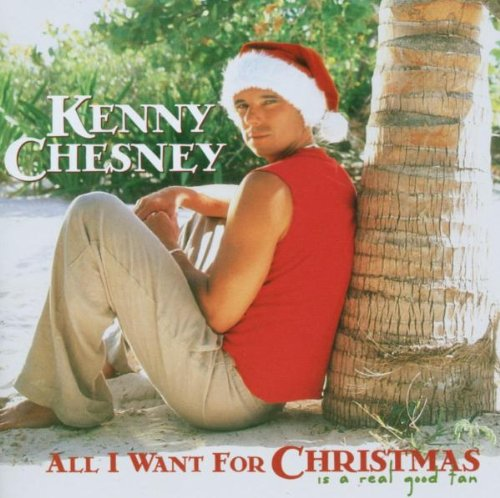 KENNY
CHESNEY
ALL I WANT FOR CHRISTMAS
is a real good tan